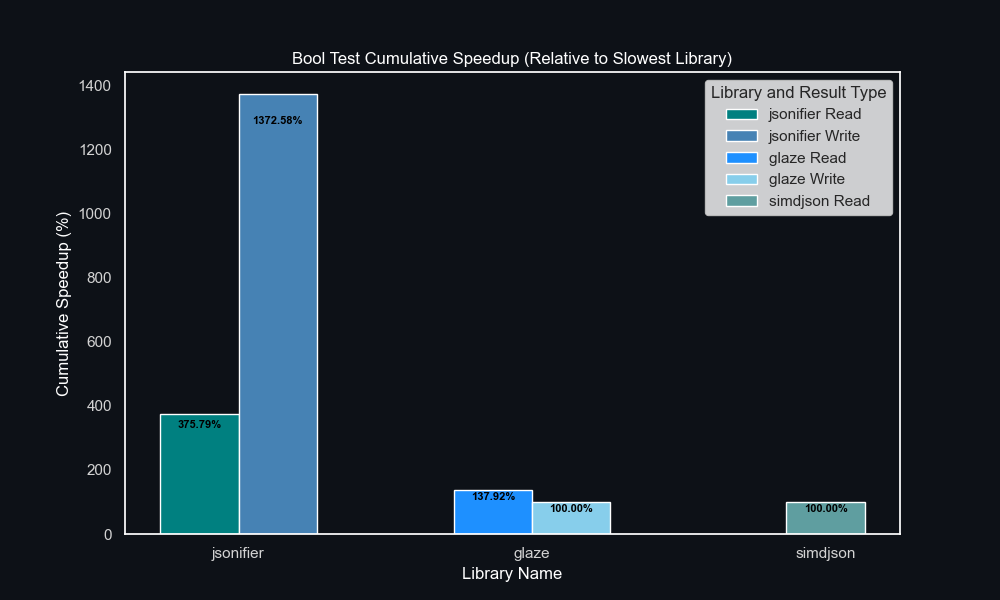 Bool Test Cumulative Speedup (Relative to Slowest Library)
Cumulative Speedup (%)
1400
1200
1000
800
600
400
200
0
1372.58%
375.79%
137.92%
100.00%
100.00%
Library and Result Type
jsonifier Read
jsonifier Write
glaze Read
glaze Write
simdjson Read
jsonifier
glaze
simdjson
Library Name